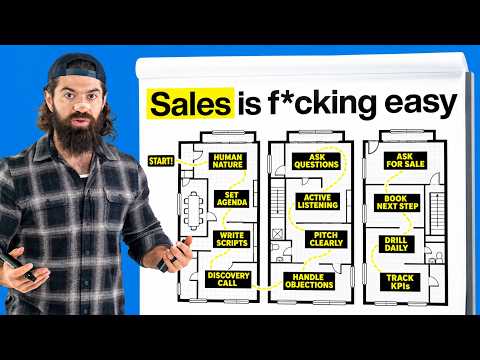 Sales is f*cking easy
START!
HUMAN
NATURE
SET
AGENDA
WRITE
SCRIPTS
DISCOVERY
CALL
ASK
QUESTIONS
ACTIVE
LISTENING
PITCH
CLEARLY
HANDLE
OBJECTIONS
ASK
FOR SALE
BOOK
NEXT STEP
DRILL
DAILY
TRACK
KPIs